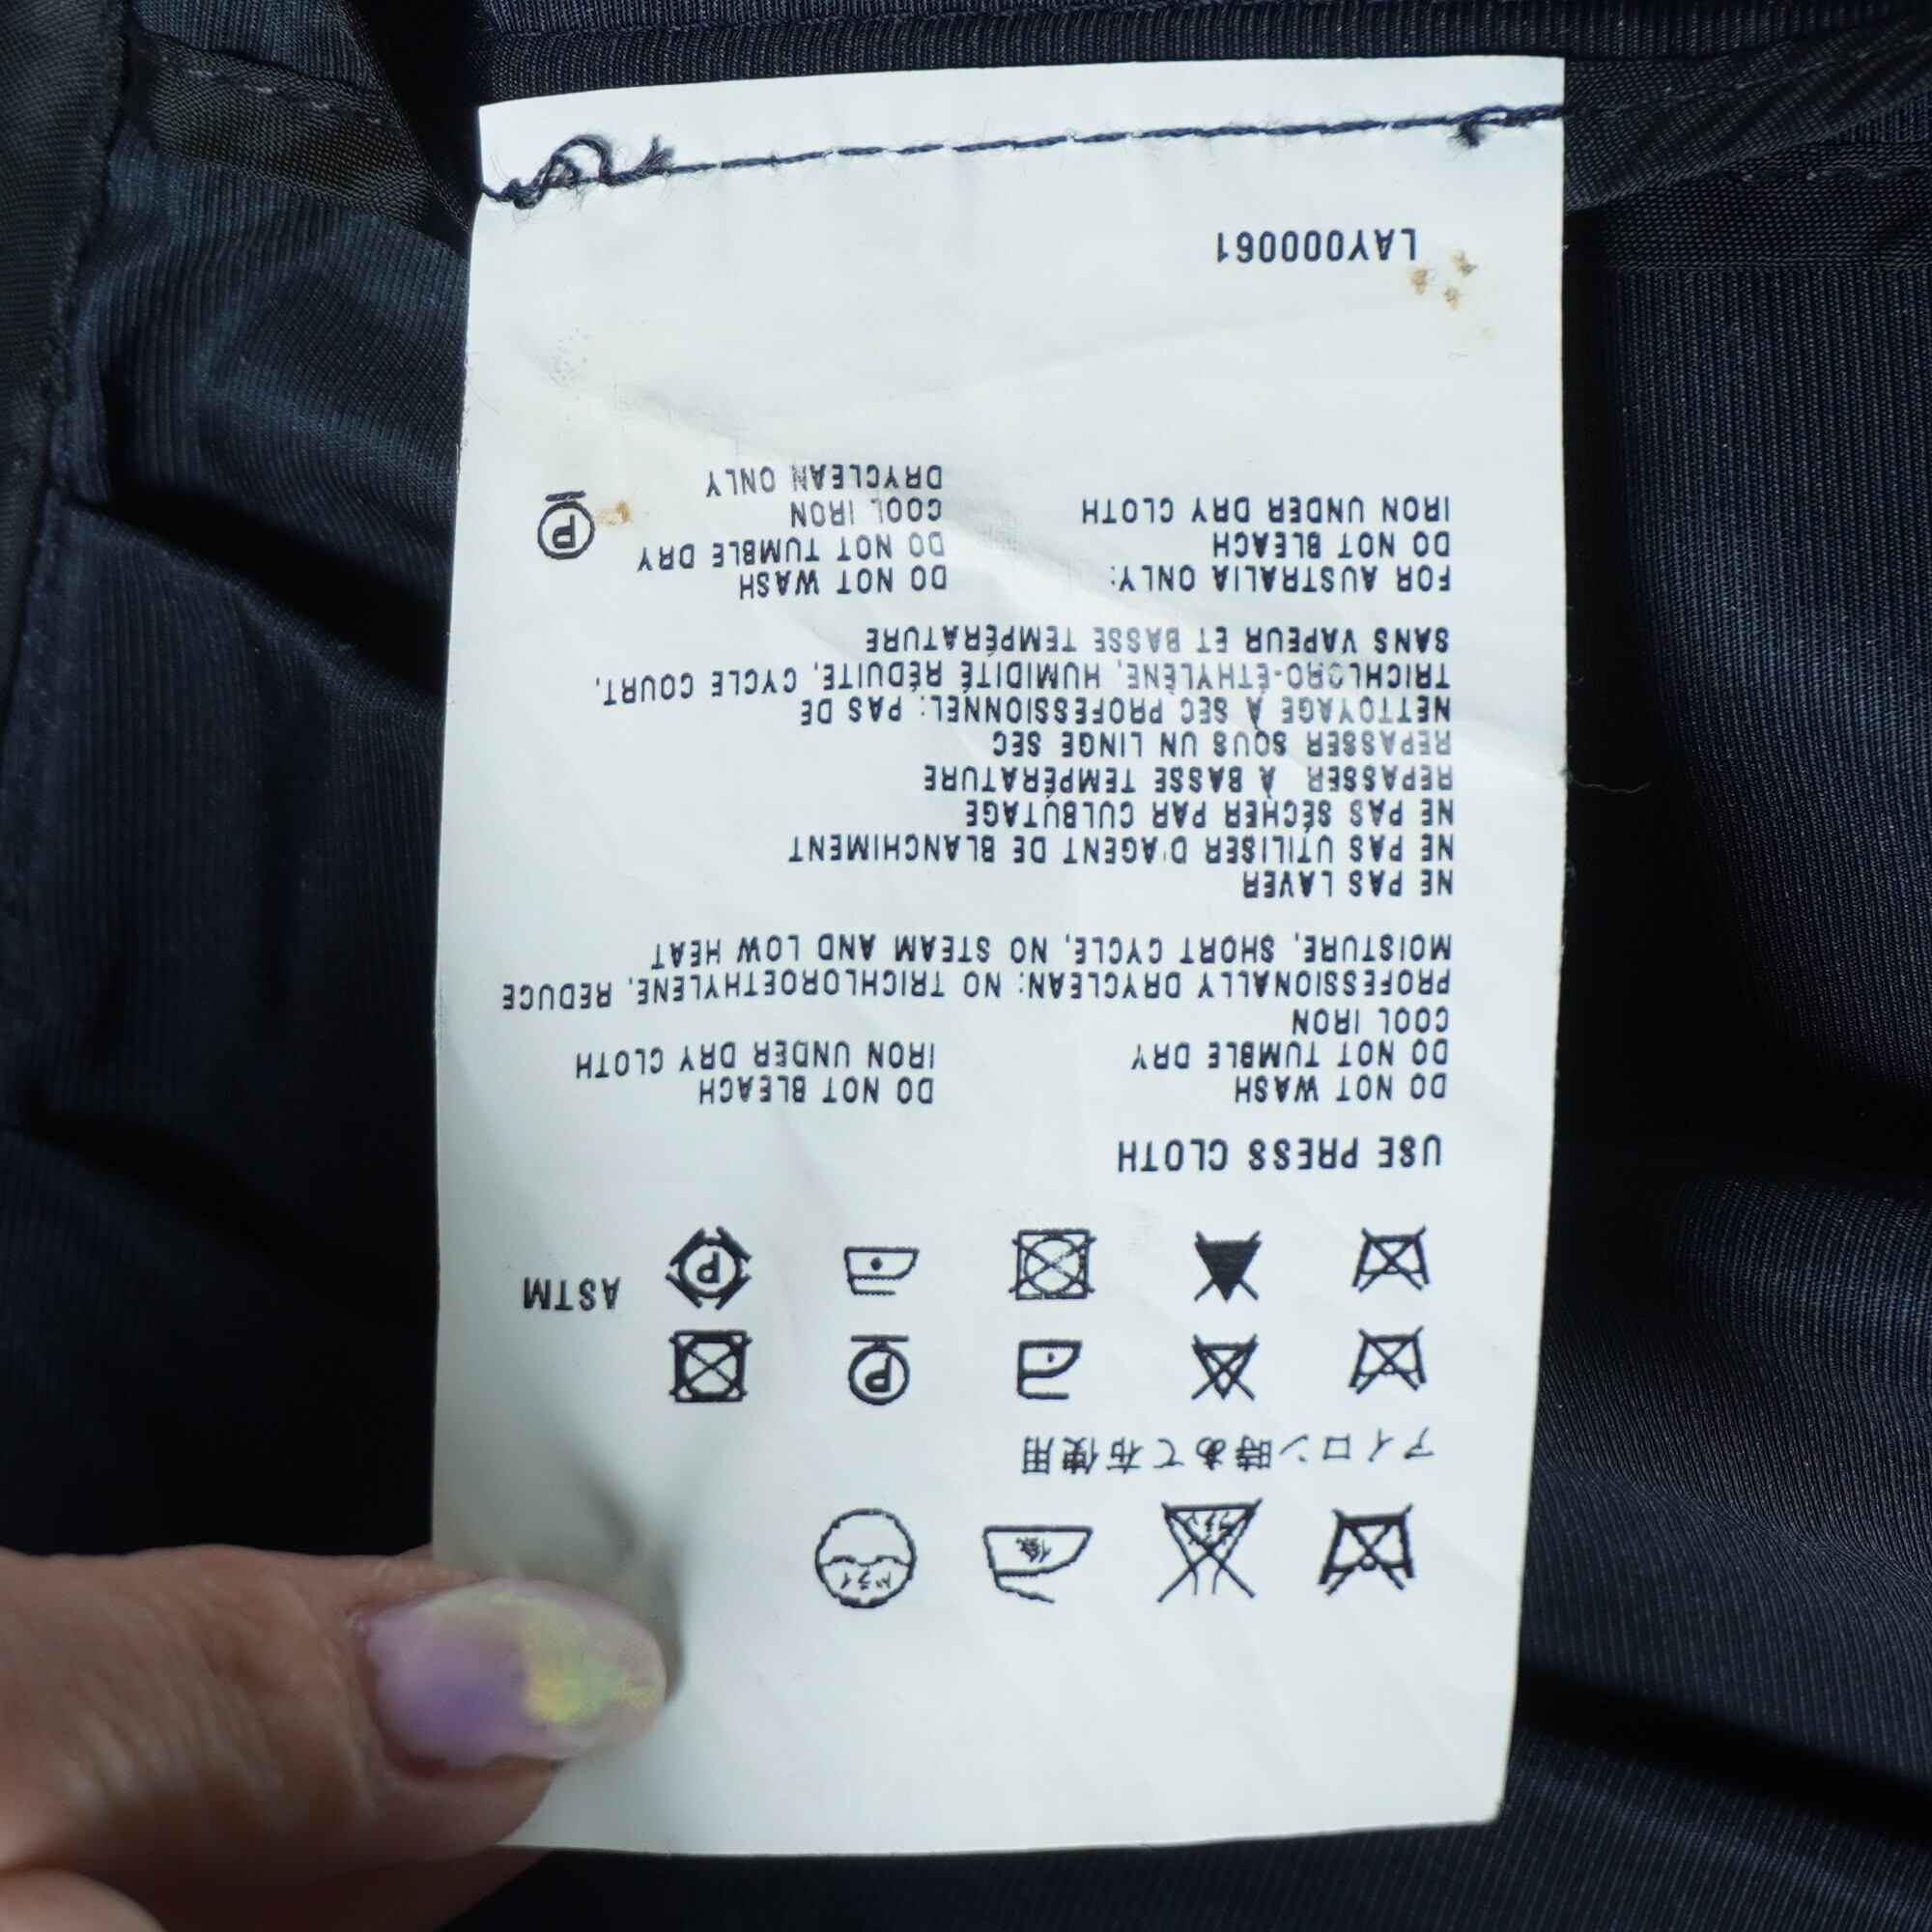 アイロン時あて布使用
ASTM
USE PRESS CLOTH
DO NOT WASH
DO NOT TUMBLE DRY
COOL IRON
DO NOT BLEACH
IRON UNDER DRY CLOTH
PROFESSIONALLY DRYCLEAN: NO TRICHLOROETHYLENE, REDUCE
MOISTURE, SHORT CYCLE, NO STEAM AND LOW HEAT
NE PAS LAVER
NE PAS UTILISER D'AGENT DE BLANCHIMENT
NE PAS SÉCHER PAR CULBUTAGE
REPASSER À BASSE TEMPÉRATURE
REPASSER SOUS UN LINGE SEC
NETTOYAGE À SEC PROFESSIONNEL: PAS DE
TRICHLORO-ÉTHYLÈNE, HUMIDITÉ RÉDUITE, CYCLE COURT,
SANS VAPEUR ET BASSE TEMPÉRATURE
FOR AUSTRALIA ONLY:
DO NOT BLEACH
IRON UNDER DRY CLOTH
DO NOT WASH
DO NOT TUMBLE DRY
COOL IRON
DRYCLEAN ONLY
P
LAY000061